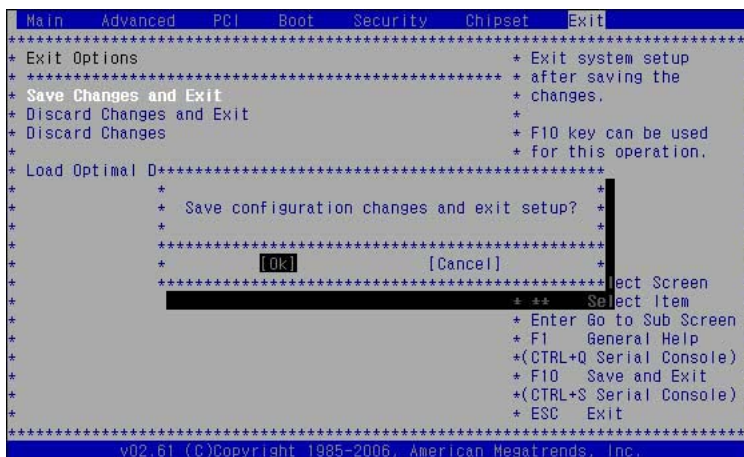 Main Advanced PCI Boot Security Chipset Exit
********************************************************************************
* Exit Options * Exit system setup
* *************************************************** * after saving the
* Save Changes and Exit * changes.
* Discard Changes and Exit *
* Discard Changes * F10 key can be used
* * for this operation.
* Load Optimal D************************************************
* * *
* * Save configuration changes and exit setup? *
* * *
* ************************************************
* * [Ok] [Cancel] *
* ************************************************lect Screen
* * ** Select Item
* * Enter Go to Sub Screen
* * F1 General Help
* *(CTRL+Q Serial Console)
* * F10 Save and Exit
* *(CTRL+S Serial Console)
* * ESC Exit
********************************************************************************
v02.61 (C)Copyright 1985-2006, American Megatrends, Inc.